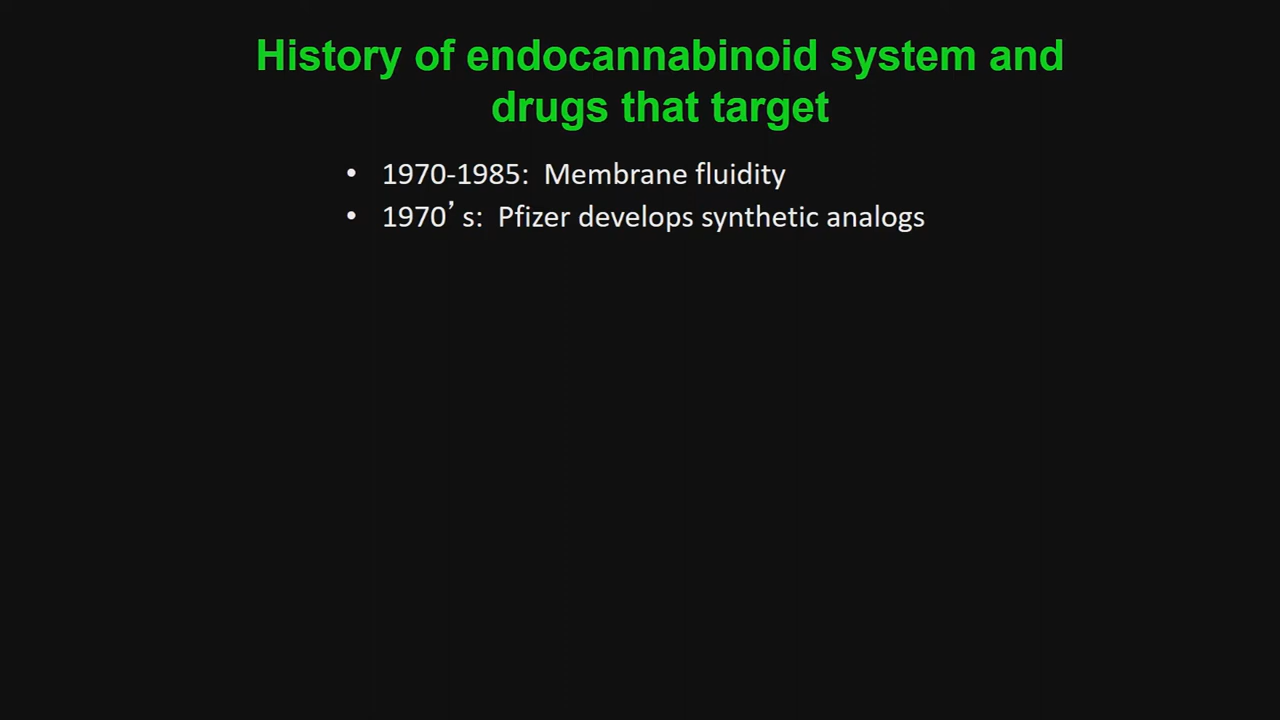 History of endocannabinoid system and
drugs that target
• 1970-1985: Membrane fluidity
• 1970’s: Pfizer develops synthetic analogs